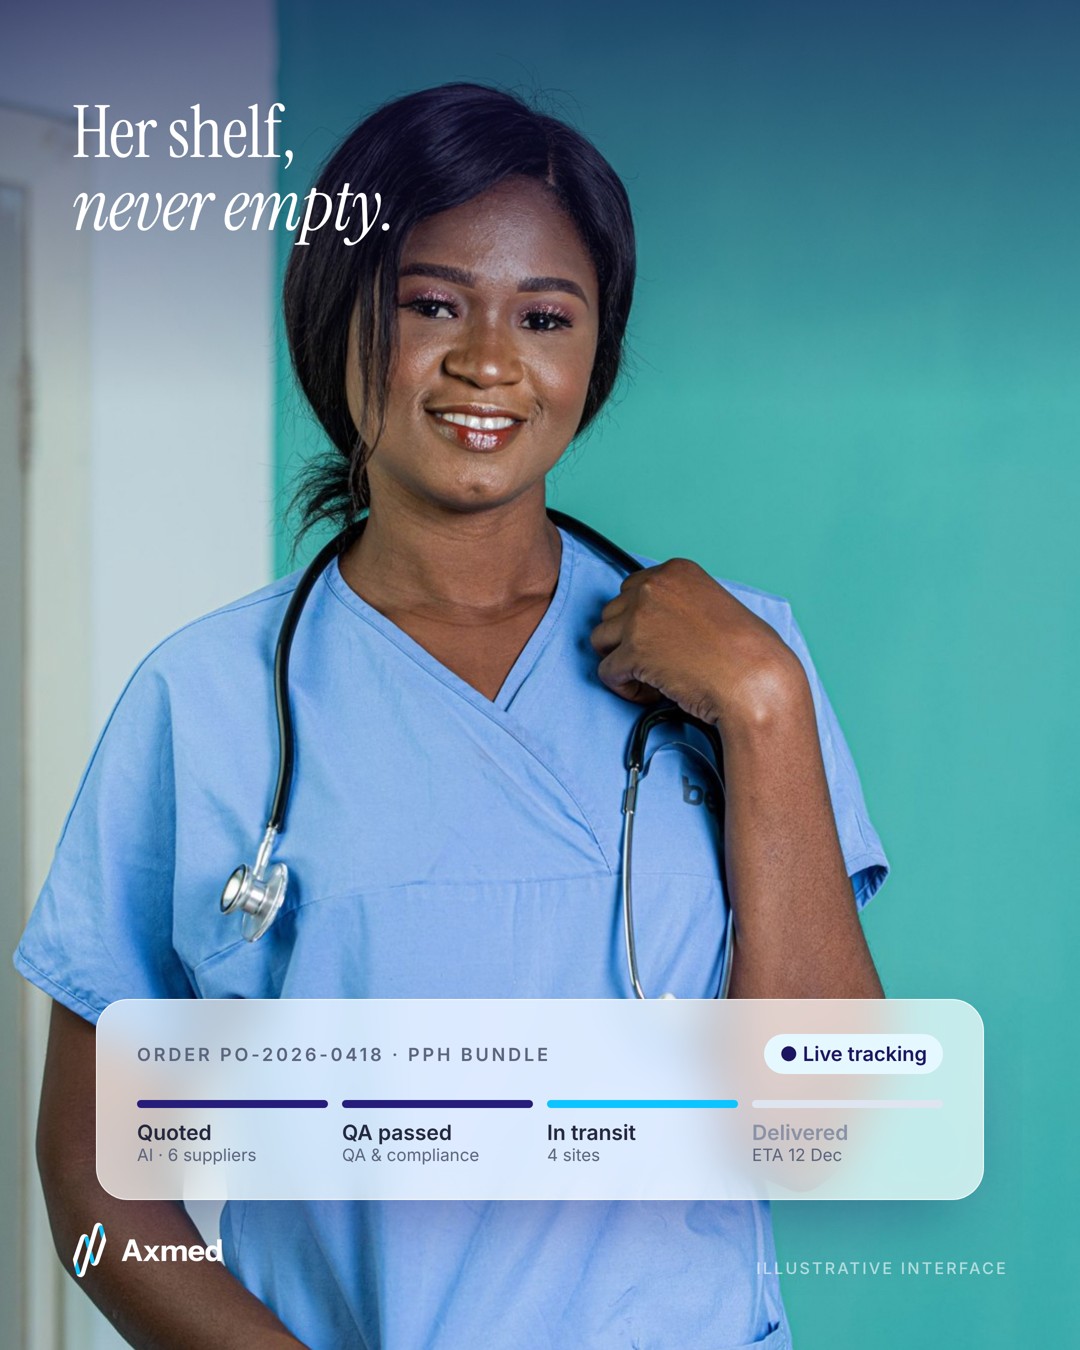 Her shelf,
never empty.
be
ORDER PO-2026-0418 · PPH BUNDLE
Live tracking
Quoted
AI · 6 suppliers
QA passed
QA & compliance
In transit
4 sites
Delivered
ETA 12 Dec
Axmed
ILLUSTRATIVE INTERFACE